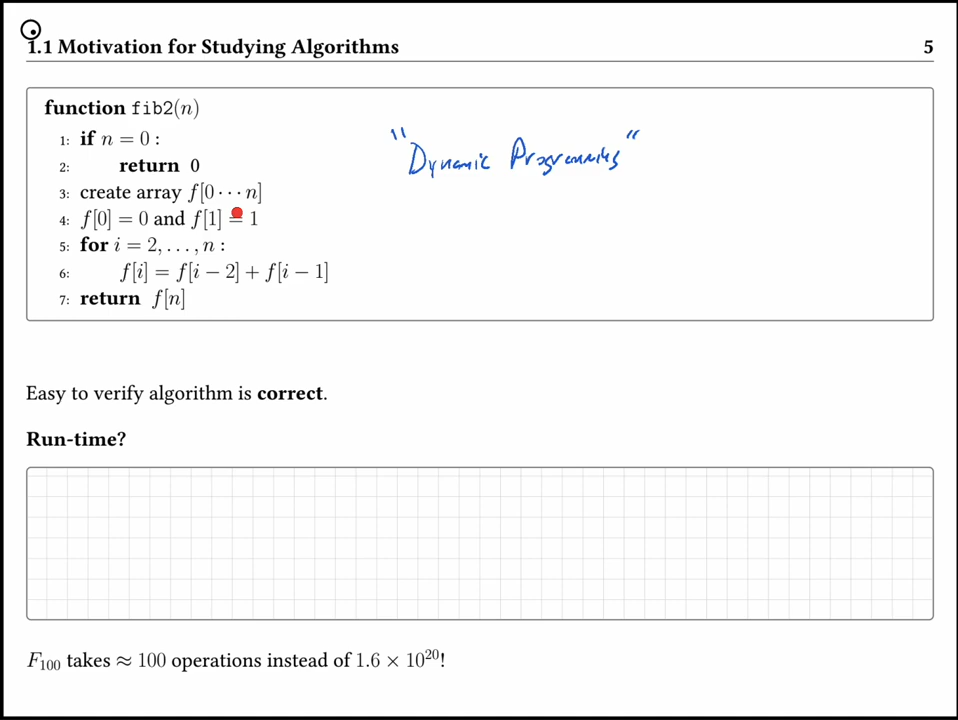 1.1 Motivation for Studying Algorithms 5
function fib2(n)
1: if n = 0 :
2: return 0
3: create array f[0 ⋯ n]
4: f[0] = 0 and f[1] = 1
5: for i = 2, . . . , n :
6: f[i] = f[i − 2] + f[i − 1]
7: return f[n]
"Dynamic Programming"
Easy to verify algorithm is correct.
Run-time?
F₁₀₀ takes ≈ 100 operations instead of 1.6 × 10²⁰!